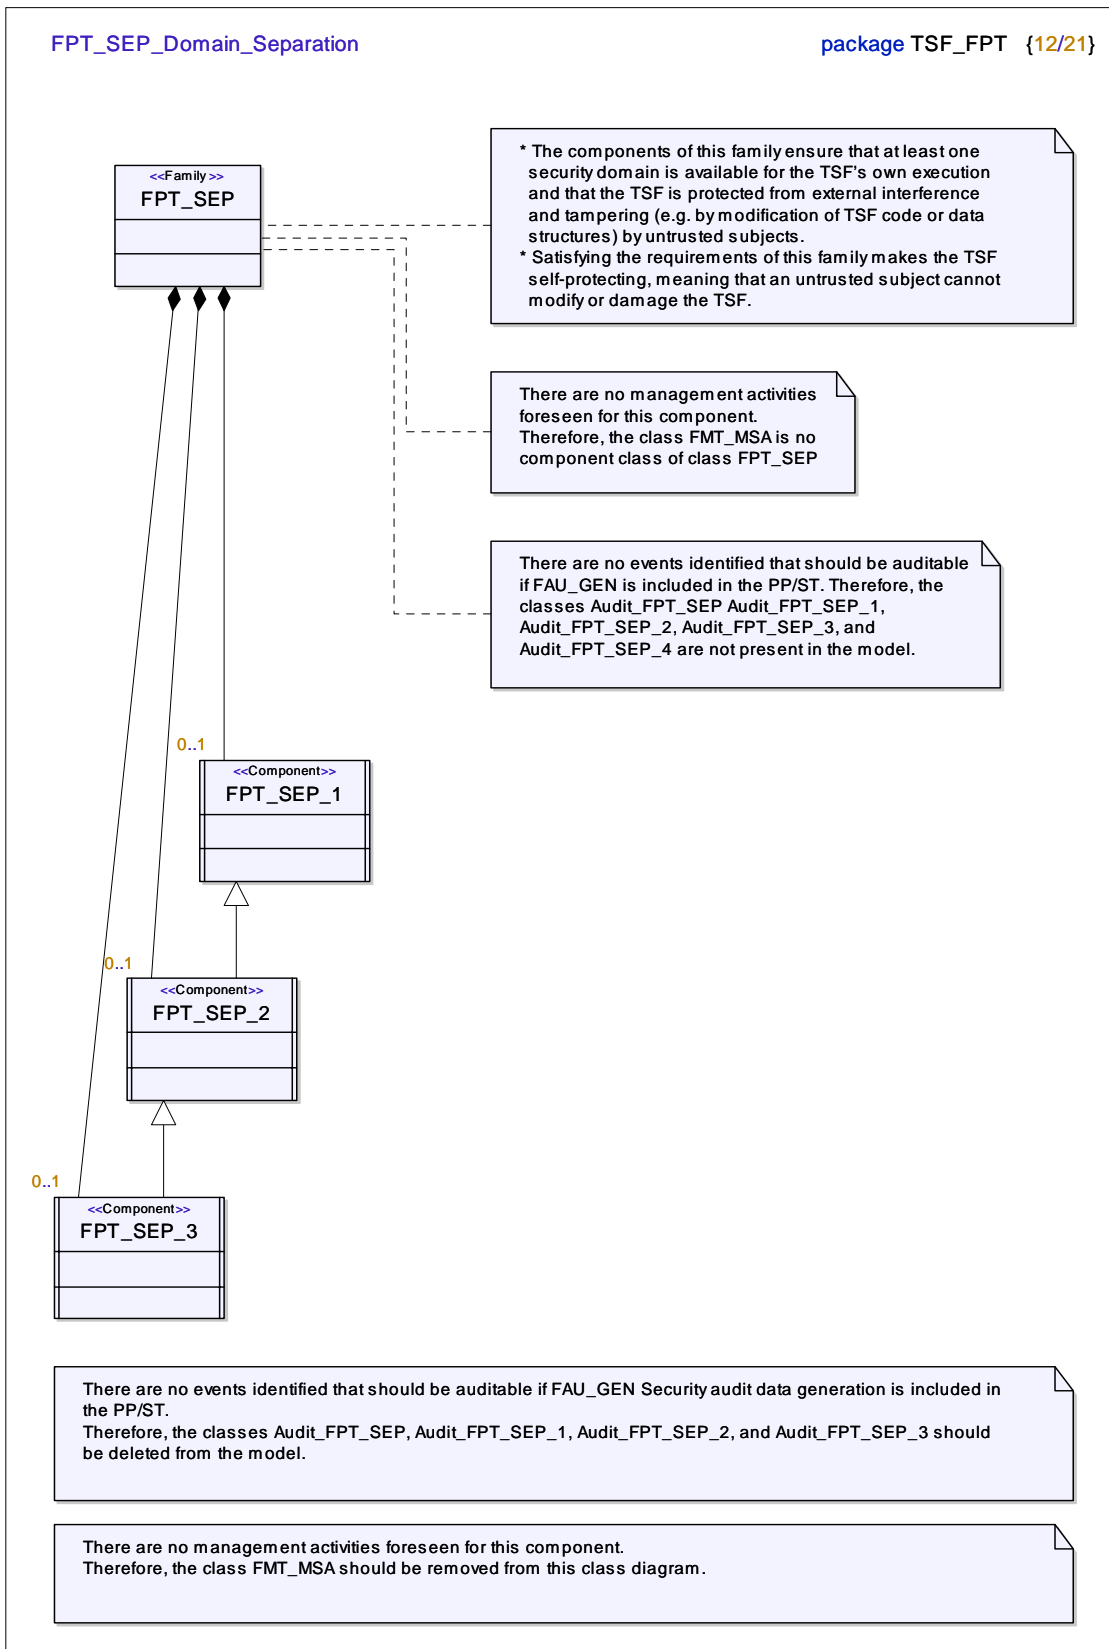 FPT_SEP_Domain_Separation
package TSF_FPT {12/21}
<<Family>>
FPT_SEP
* The components of this family ensure that at least one
security domain is available for the TSF's own execution
and that the TSF is protected from external interference
and tampering (e.g. by modification of TSF code or data
structures) by untrusted subjects.
* Satisfying the requirements of this family makes the TSF
self-protecting, meaning that an untrusted subject cannot
modify or damage the TSF.
There are no management activities
foreseen for this component.
Therefore, the class FMT_MSA is no
component class of class FPT_SEP
There are no events identified that should be auditable
if FAU_GEN is included in the PP/ST. Therefore, the
classes Audit_FPT_SEP Audit_FPT_SEP_1,
Audit_FPT_SEP_2, Audit_FPT_SEP_3, and
Audit_FPT_SEP_4 are not present in the model.
0..1
<<Component>>
FPT_SEP_1
0..1
<<Component>>
FPT_SEP_2
0..1
<<Component>>
FPT_SEP_3
There are no events identified that should be auditable if FAU_GEN Security audit data generation is included in
the PP/ST.
Therefore, the classes Audit_FPT_SEP, Audit_FPT_SEP_1, Audit_FPT_SEP_2, and Audit_FPT_SEP_3 should
be deleted from the model.
There are no management activities foreseen for this component.
Therefore, the class FMT_MSA should be removed from this class diagram.